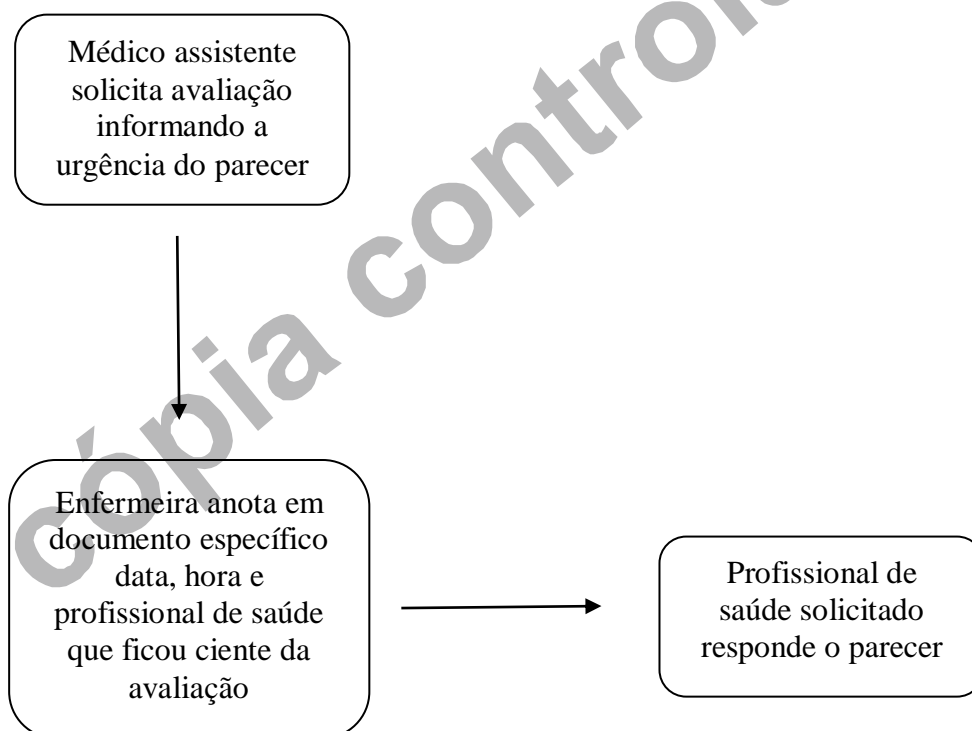 Médico assistente
solicita avaliação
informando a
urgência do parecer
Enfermeira anota em
documento específico
data, hora e
profissional de saúde
que ficou ciente da
avaliação
Profissional de
saúde solicitado
responde o parecer
cópia